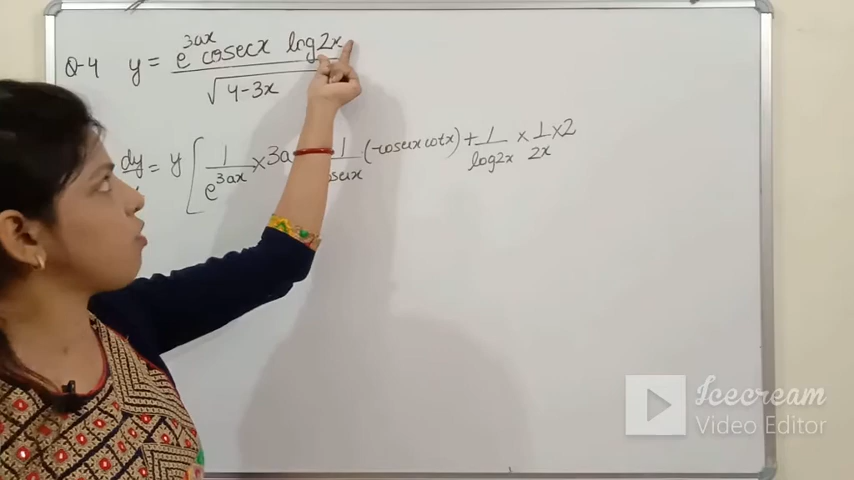 Q-4 y = e^{3ax} cosecx log2x / √(4-3x)
dy = y [ 1/e^{3ax} × 3a 1/ (-cosecx cotx) + 1/log2x × 1/2x × 2
Icecream
Video Editor